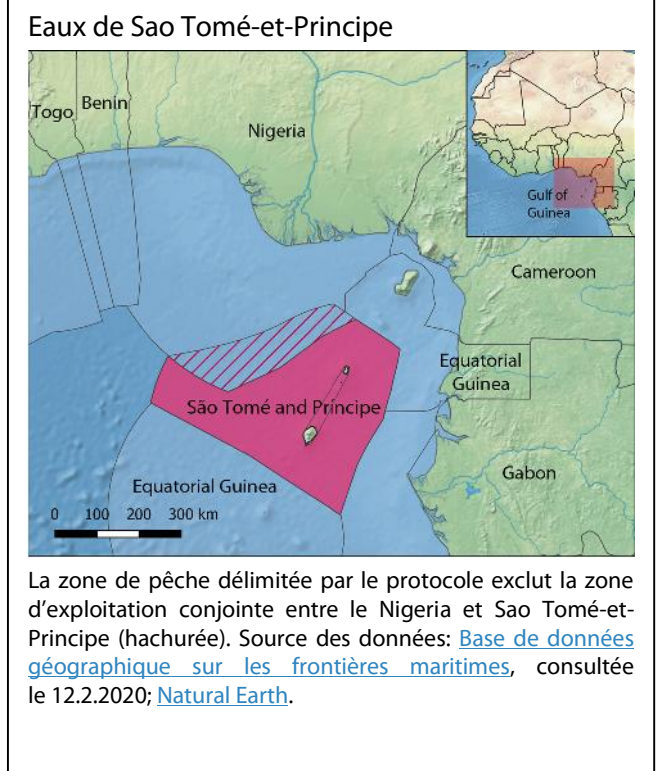 Eaux de Sao Tomé-et-Principe
Togo
Benin
Nigeria
Gulf of
Guinea
Cameroon
Equatorial
Guinea
São Tomé and Príncipe
Gabon
Equatorial Guinea
0 100 200 300 km
La zone de pêche délimitée par le protocole exclut la zone
d'exploitation conjointe entre le Nigeria et Sao Tomé-et-
Principe (hachurée). Source des données: Base de données
géographique sur les frontières maritimes, consultée
le 12.2.2020; Natural Earth.